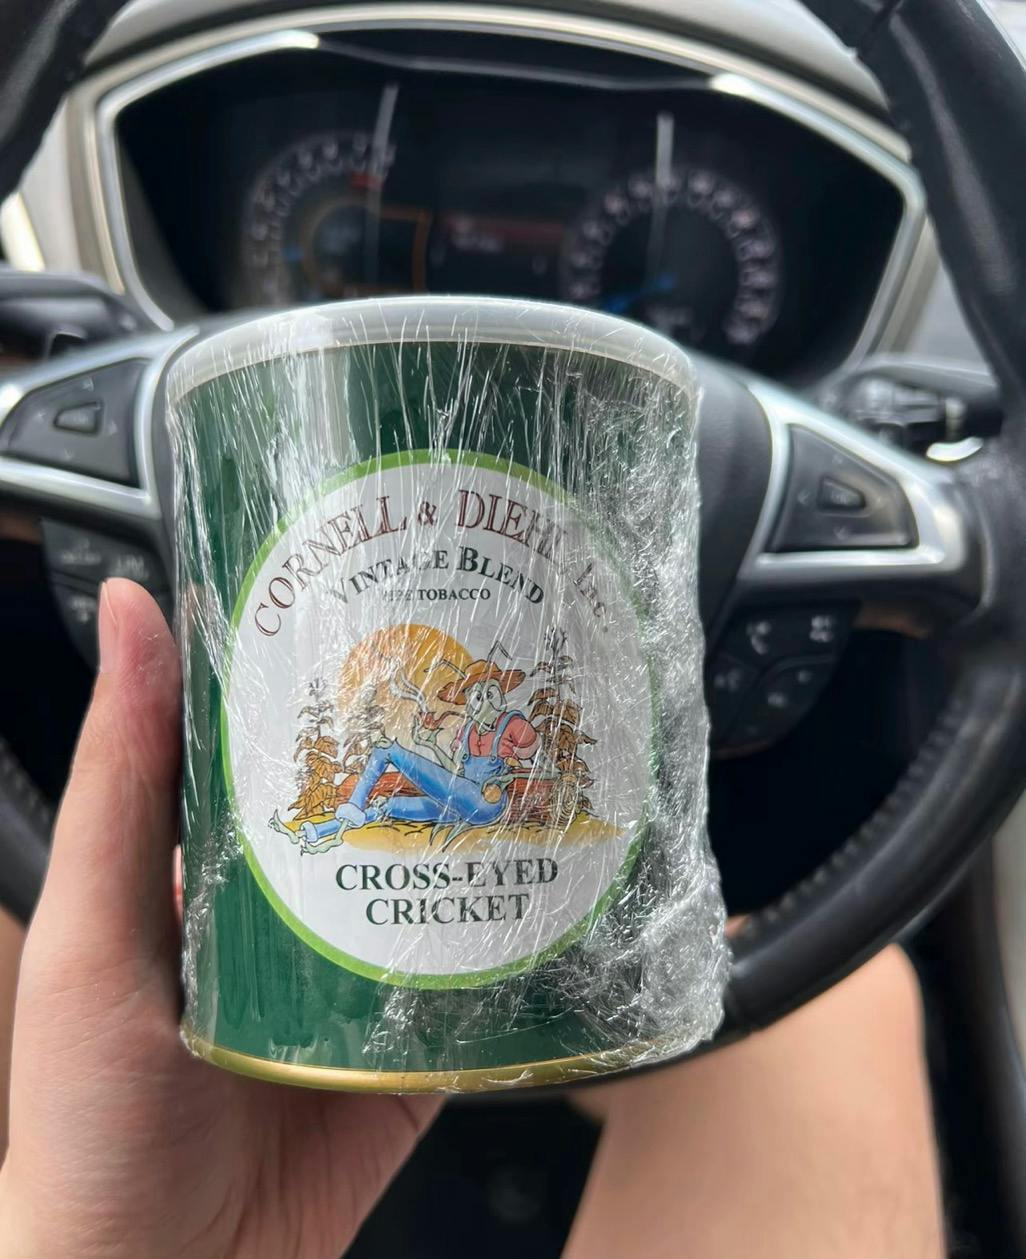 CORNELL & DIEHL, Inc.
VINTAGE BLEND
PIPE TOBACCO
CROSS-EYED
CRICKET